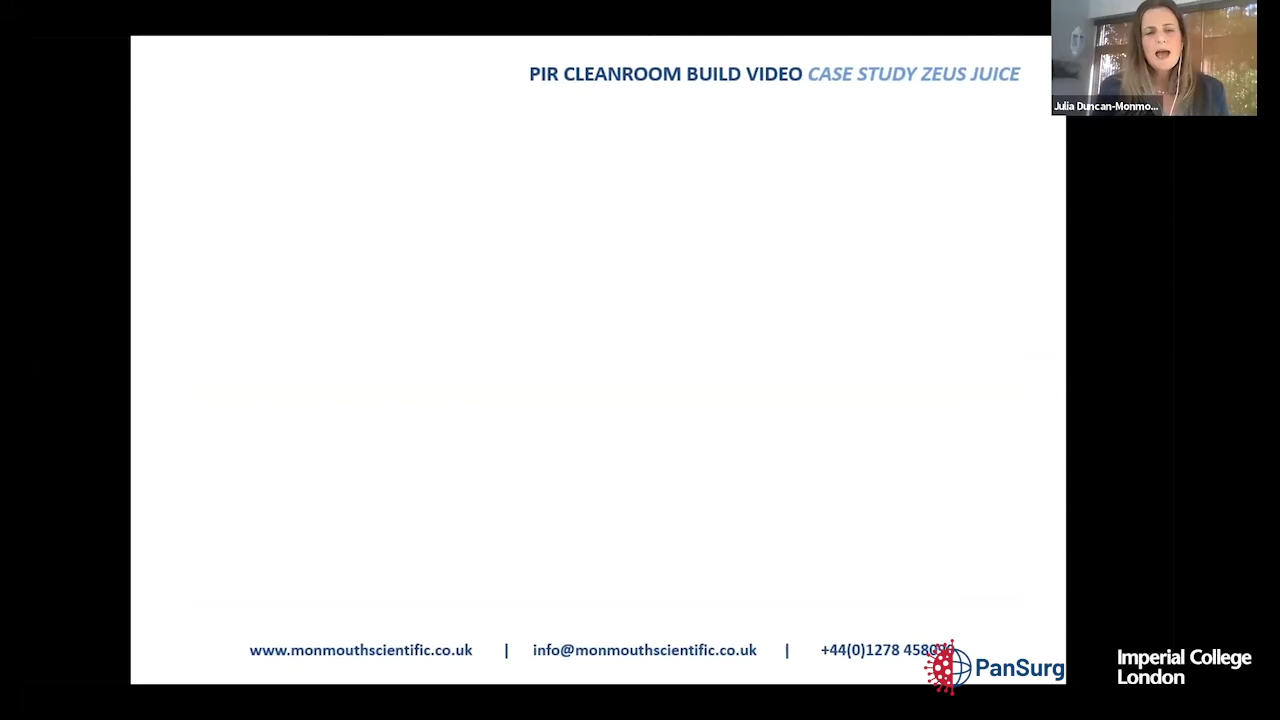 PIR CLEANROOM BUILD VIDEO CASE STUDY ZEUS JUICE
Julia Duncan-Monmo...
www.monmouthscientific.co.uk | info@monmouthscientific.co.uk | +44(0)1278
PanSurg
Imperial College
London